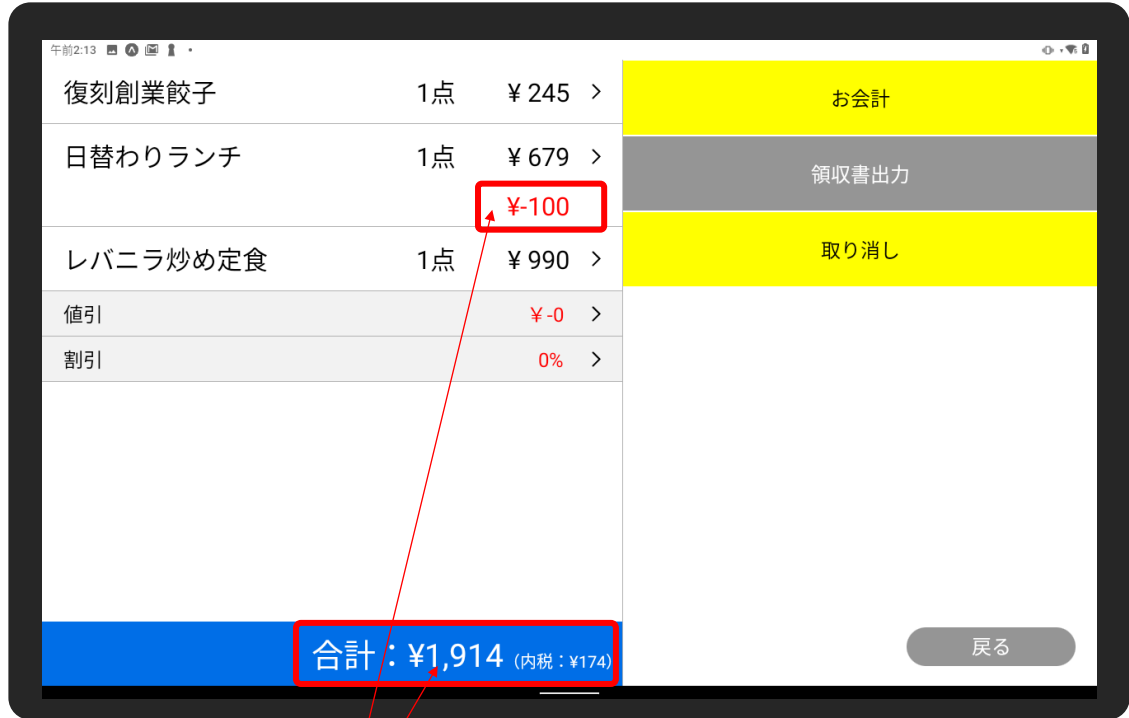 午前2:13
復刻創業餃子 1点 ¥ 245 >
日替わりランチ 1点 ¥ 679 >
¥-100
レバニラ炒め定食 1点 ¥ 990 >
値引 ¥ -0 >
割引 0% >
合計：¥1,914 (内税：¥174)
お会計
領収書出力
取り消し
戻る